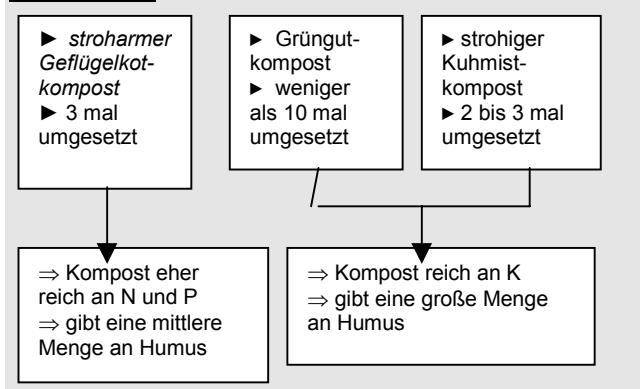 ► stroharmer
Geflügelkot-
kompost
► 3 mal
umgesetzt
► Grüngut-
kompost
► weniger
als 10 mal
umgesetzt
► strohiger
Kuhmist-
kompost
► 2 bis 3 mal
umgesetzt
⇒ Kompost eher
reich an N und P
⇒ gibt eine mittlere
Menge an Humus
⇒ Kompost reich an K
⇒ gibt eine große Menge
an Humus